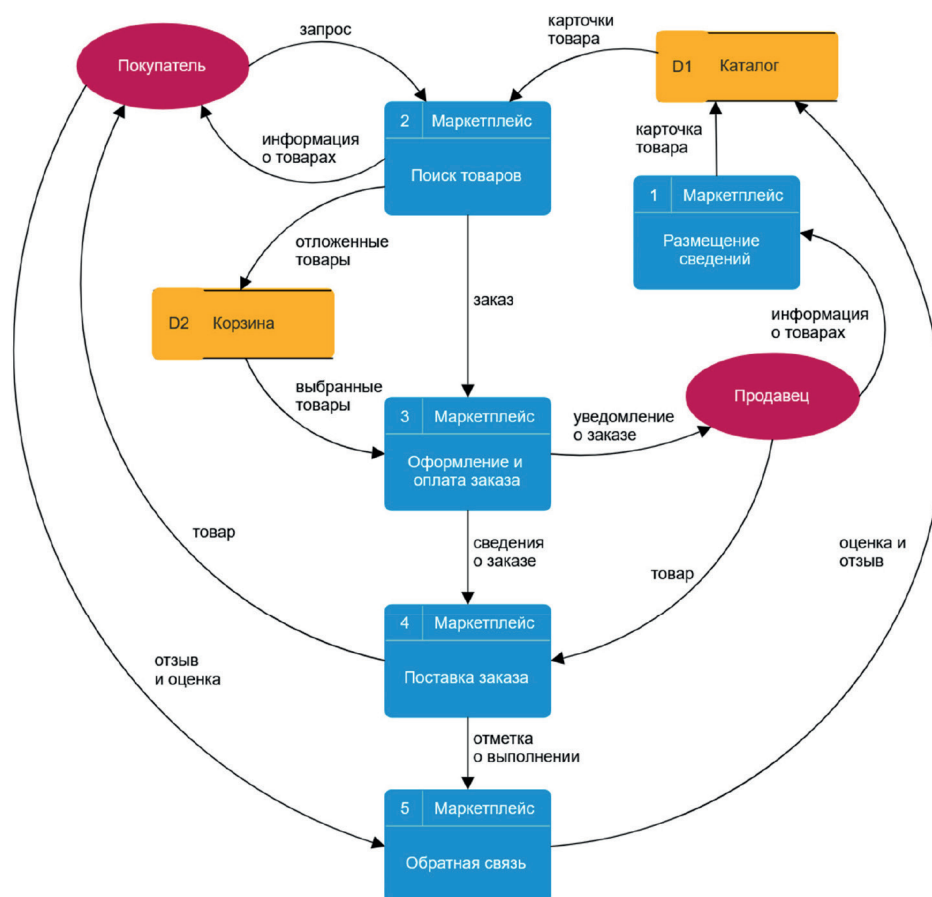 запрос
карточки
товара
Покупатель
D1 Каталог
2 Маркетплейс
Поиск товаров
информация
о товарах
карточка
товара
1 Маркетплейс
Размещение
сведений
отложенные
товары
заказ
информация
о товарах
D2 Корзина
выбранные
товары
3 Маркетплейс
Оформление и
оплата заказа
уведомление
о заказе
Продавец
товар
сведения
о заказе
товар
оценка и
отзыв
4 Маркетплейс
Поставка заказа
отзыв
и оценка
отметка
о выполнении
5 Маркетплейс
Обратная связь